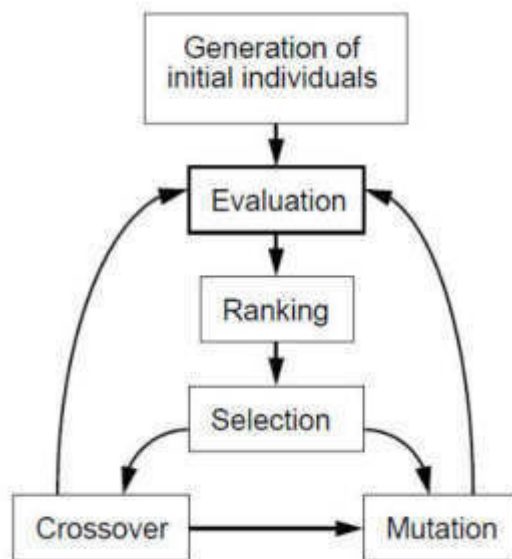 Generation of
initial individuals
Evaluation
Ranking
Selection
Crossover
Mutation